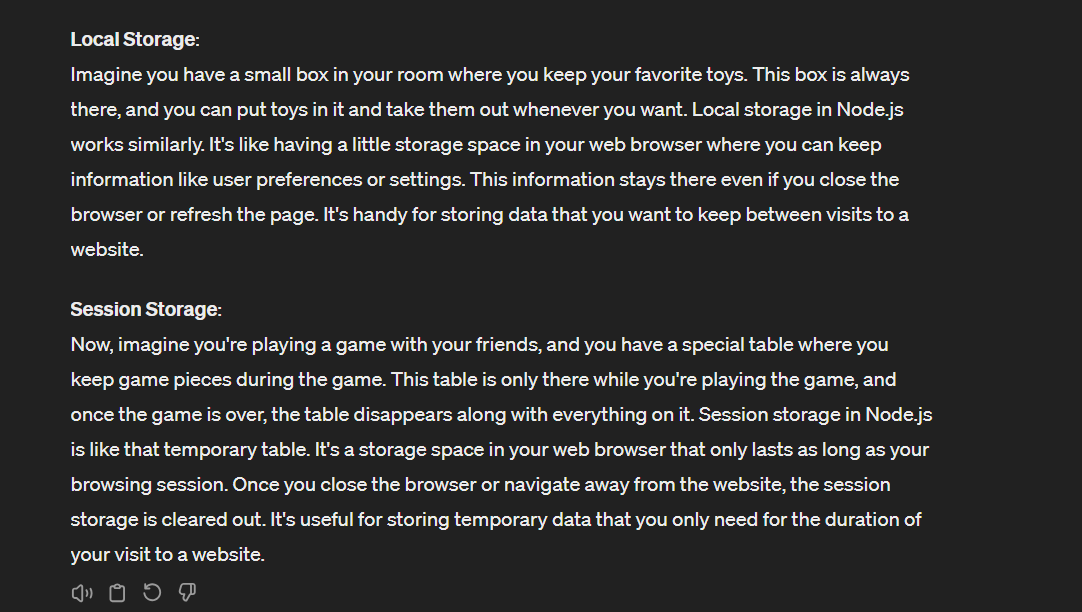 Local Storage:
Imagine you have a small box in your room where you keep your favorite toys. This box is always
there, and you can put toys in it and take them out whenever you want. Local storage in Node.js
works similarly. It's like having a little storage space in your web browser where you can keep
information like user preferences or settings. This information stays there even if you close the
browser or refresh the page. It's handy for storing data that you want to keep between visits to a
website.
Session Storage:
Now, imagine you're playing a game with your friends, and you have a special table where you
keep game pieces during the game. This table is only there while you're playing the game, and
once the game is over, the table disappears along with everything on it. Session storage in Node.js
is like that temporary table. It's a storage space in your web browser that only lasts as long as your
browsing session. Once you close the browser or navigate away from the website, the session
storage is cleared out. It's useful for storing temporary data that you only need for the duration of
your visit to a website.